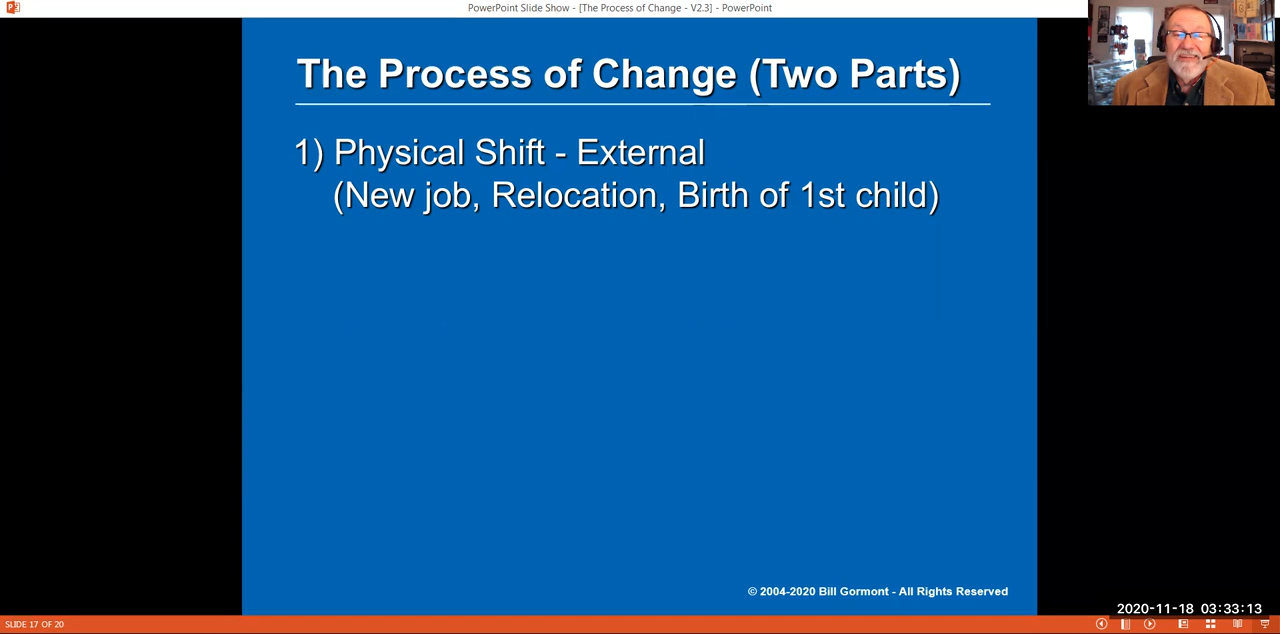 PowerPoint Slide Show - [The Process of Change - V2.3] - PowerPoint
The Process of Change (Two Parts)
1) Physical Shift - External
(New job, Relocation, Birth of 1st child)
© 2004-2020 Bill Gormont - All Rights Reserved
2020-11-18 03:33:13
SLIDE 17 OF 20